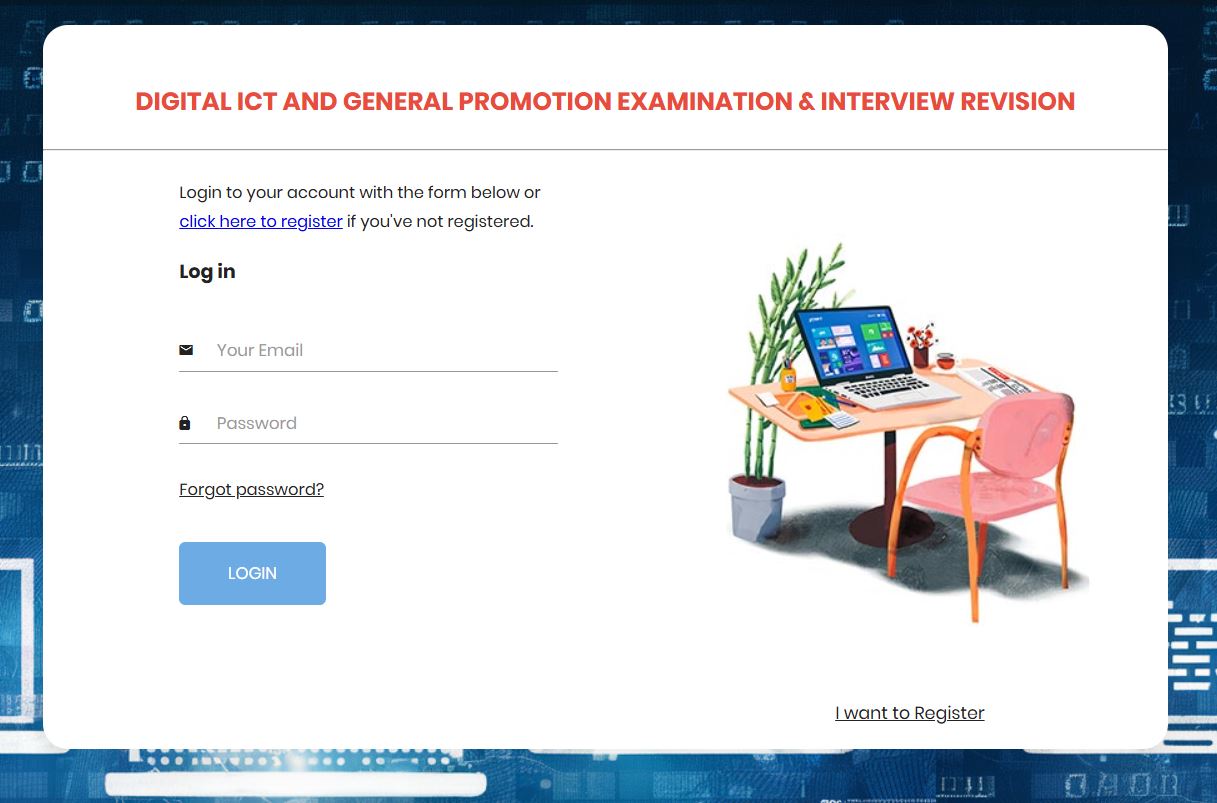 DIGITAL ICT AND GENERAL PROMOTION EXAMINATION & INTERVIEW REVISION
Login to your account with the form below or
click here to register if you've not registered.
Log in
Your Email
Password
Forgot password?
LOGIN
I want to Register